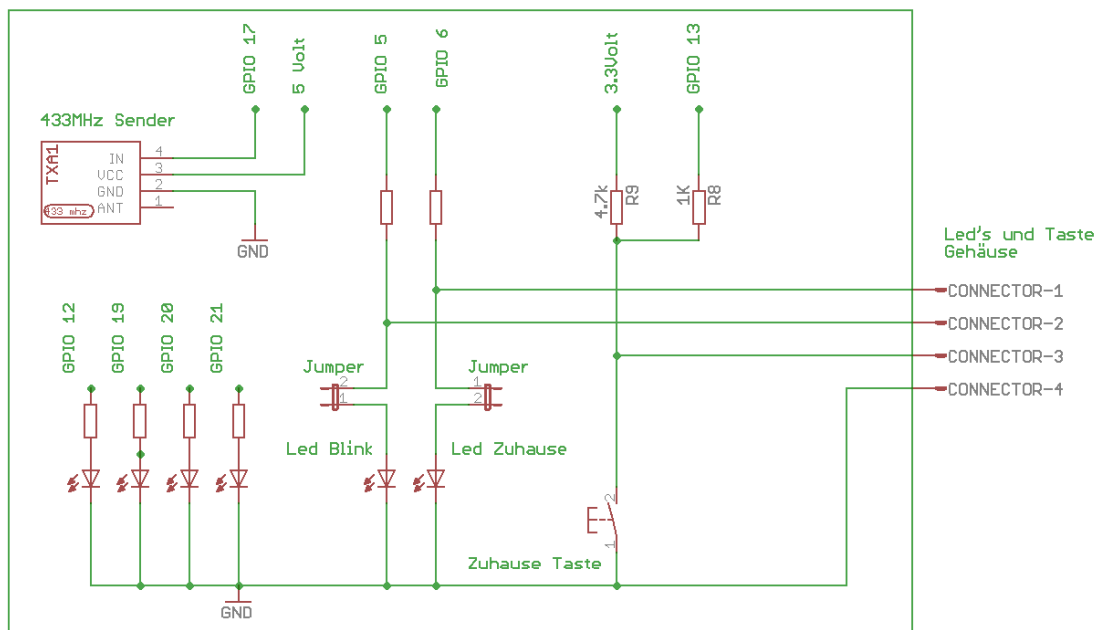 GPIO 17
5 Volt
GPIO 5
GPIO 6
3.3Volt
GPIO 13
433MHz Sender
TXA1
IN 4
VCC 3
GND 2
ANT 1
433 mhz
GND
4.7k
R9
1K
R8
Led's und Taste
Gehäuse
CONNECTOR-1
CONNECTOR-2
CONNECTOR-3
CONNECTOR-4
GPIO 12
GPIO 19
GPIO 20
GPIO 21
Jumper
2
1
Jumper
1
2
Led Blink
Led Zuhause
2
1
Zuhause Taste
GND